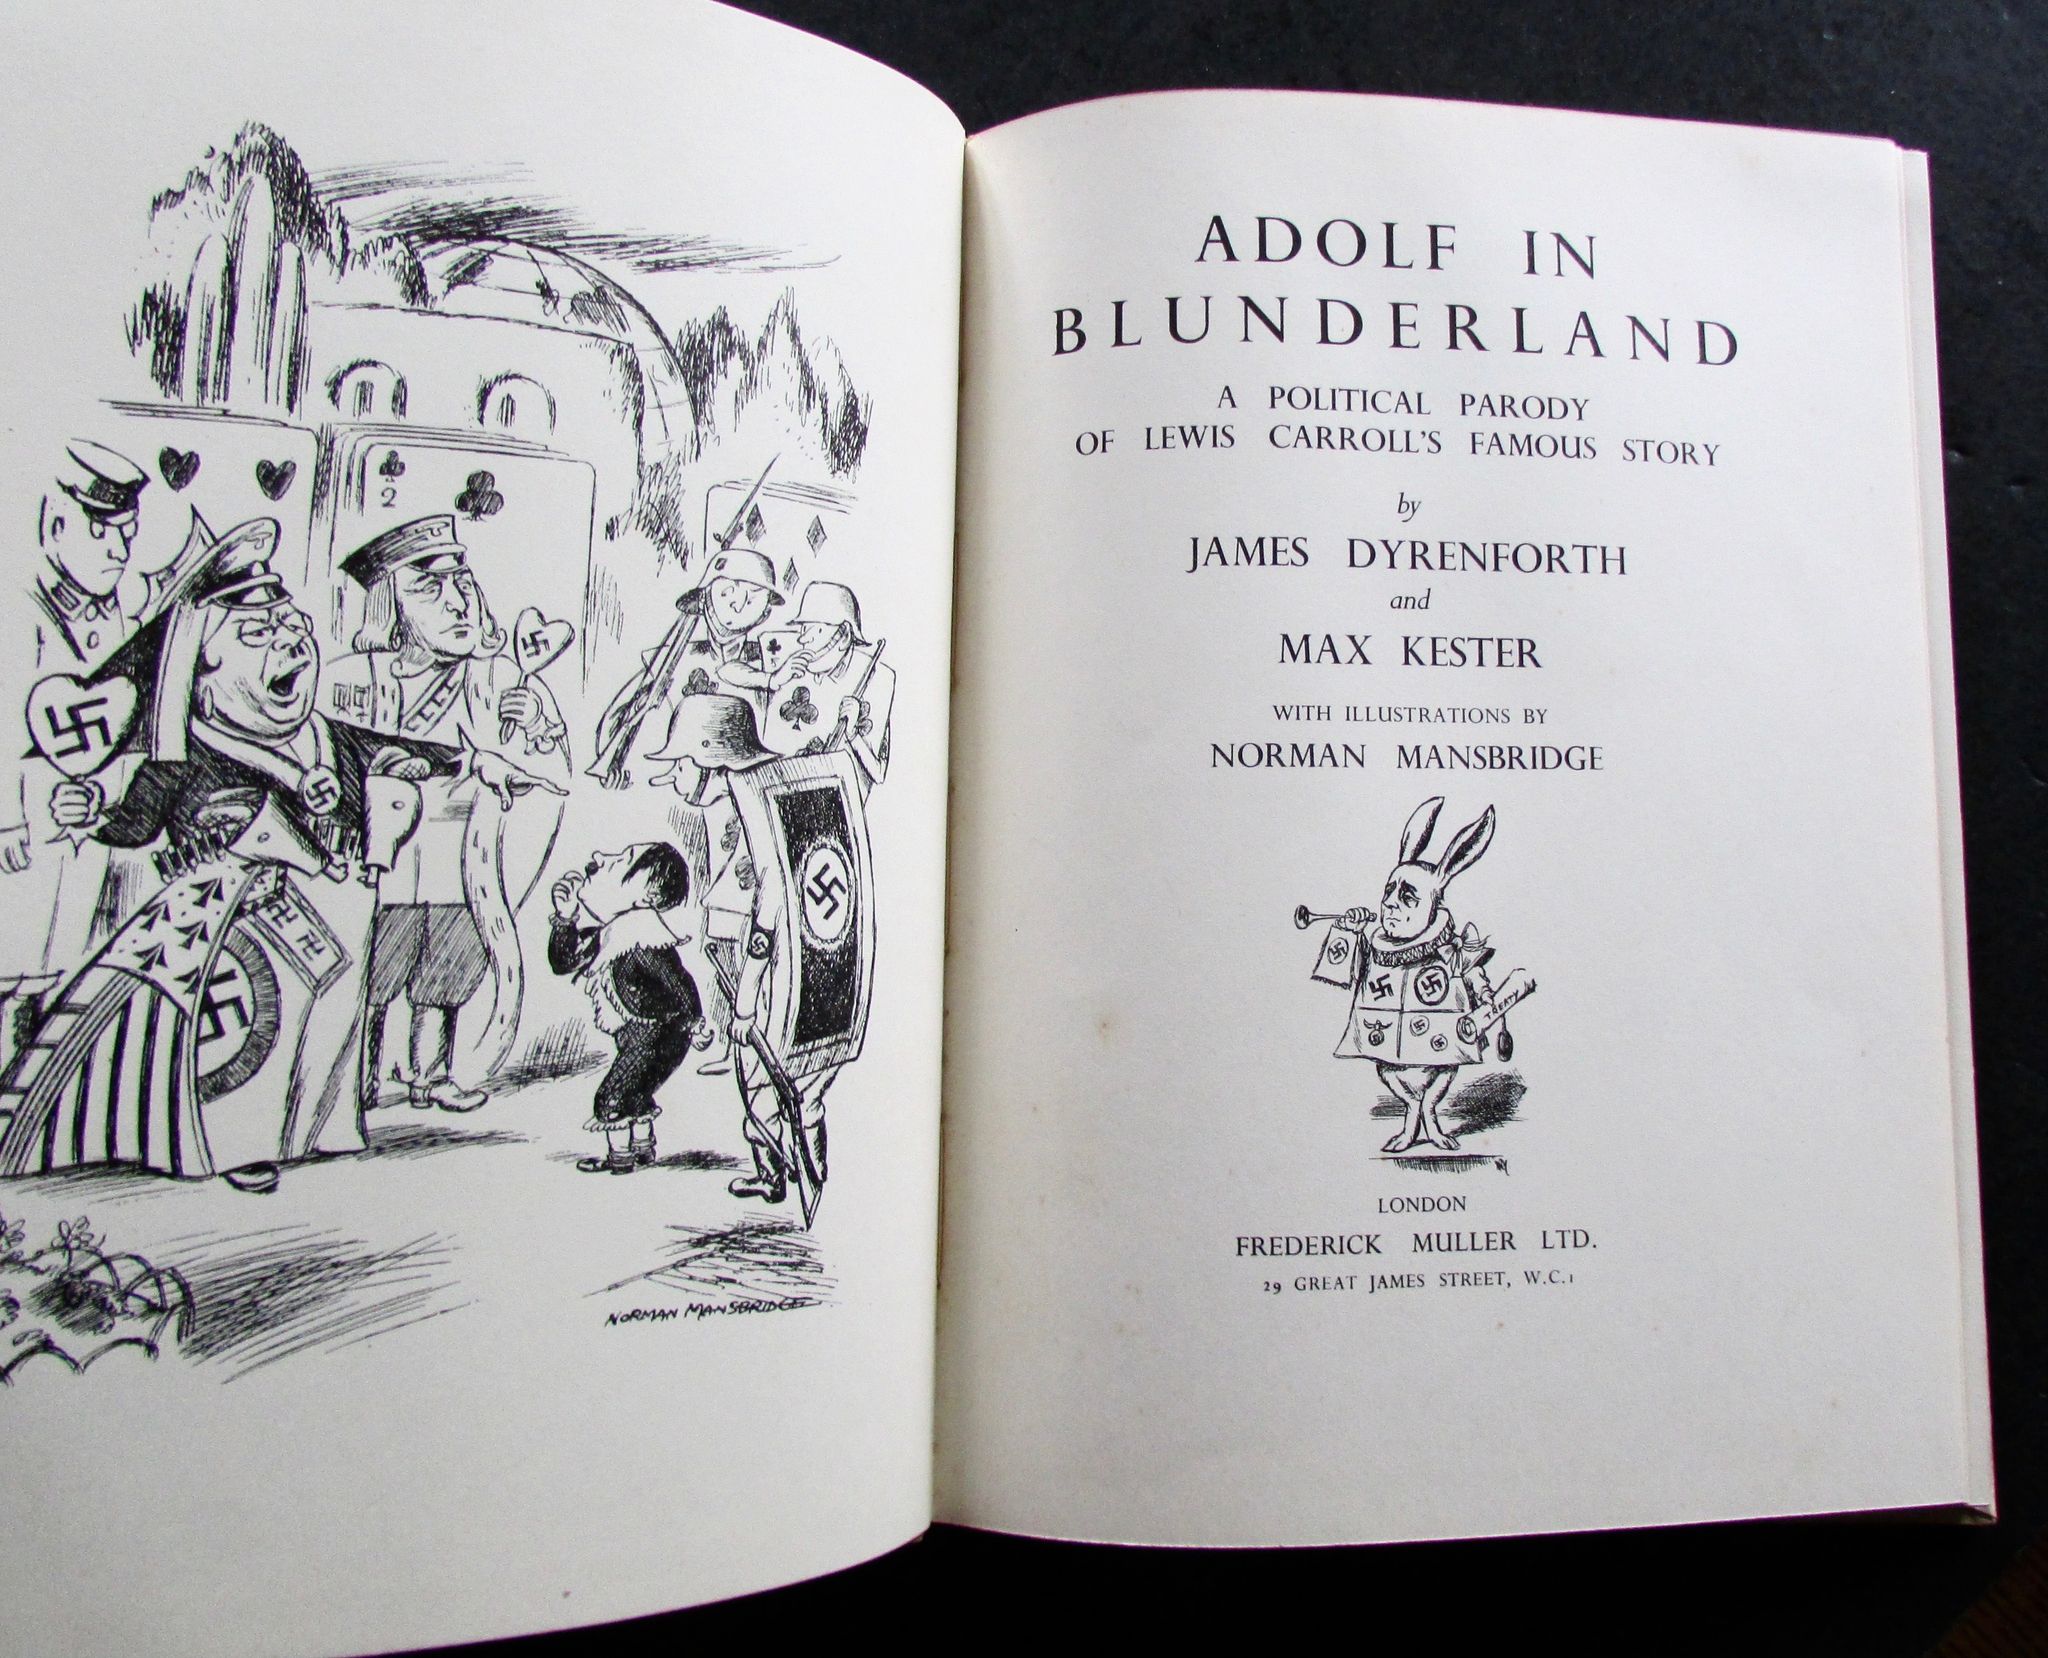 2
NORMAN MANSBRIDGE
ADOLF IN
BLUNDERLAND
A POLITICAL PARODY
OF LEWIS CARROLL'S FAMOUS STORY
by
JAMES DYRENFORTH
and
MAX KESTER
WITH ILLUSTRATIONS BY
NORMAN MANSBRIDGE
TREATY
LONDON
FREDERICK MULLER LTD.
29 GREAT JAMES STREET, W.C.1